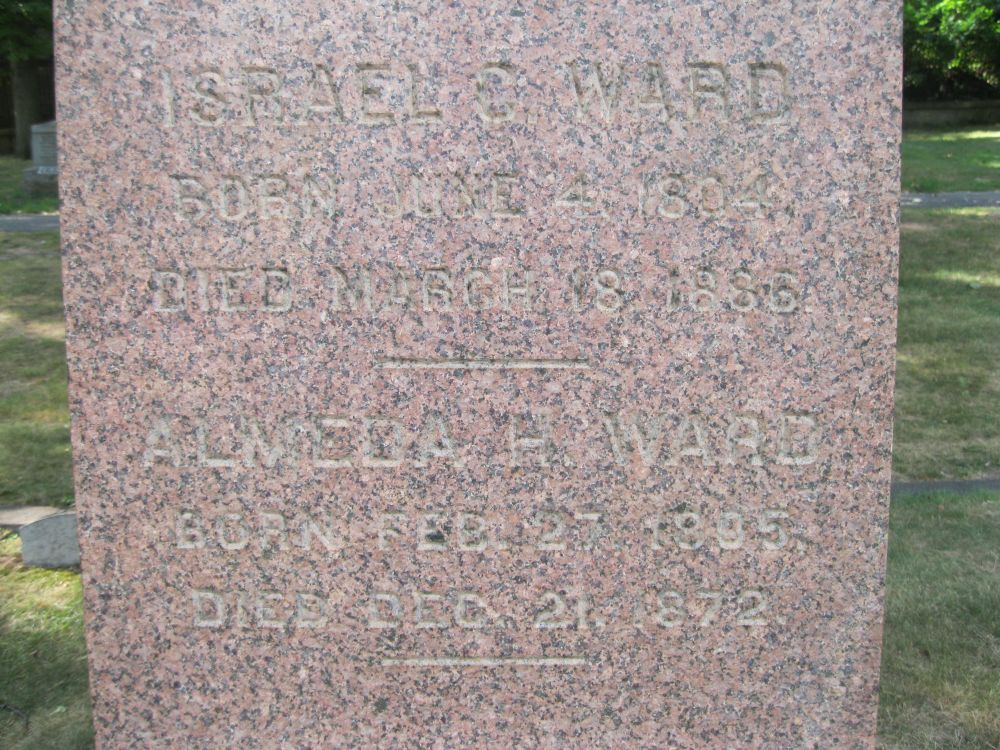 ISRAEL C. WARD
BORN JUNE 4, 1804,
DIED MARCH 18, 1886.
ALMEDA H. WARD
BORN FEB. 27, 1805,
DIED DEC. 21, 1872.